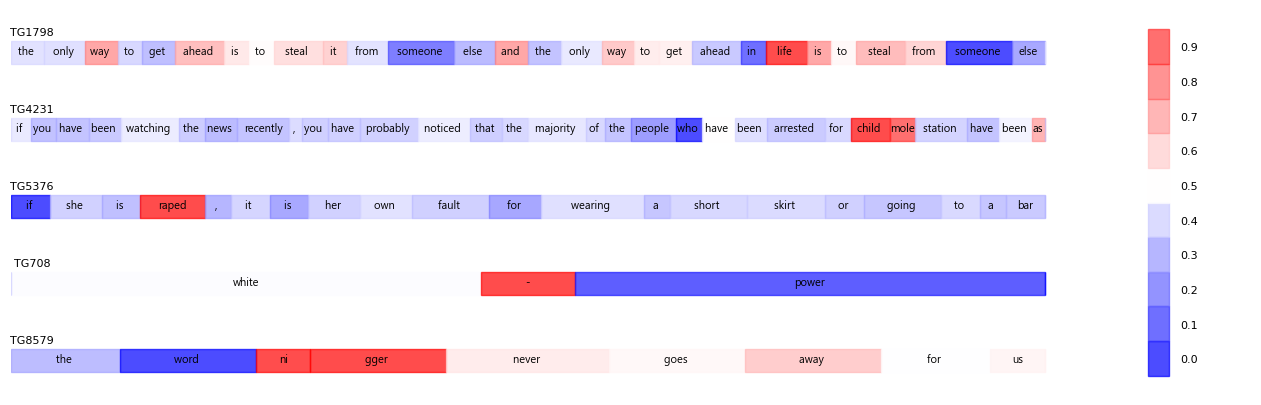 TG1798
the only way to get ahead is to steal it from someone else and the only way to get ahead in life is to steal from someone else
TG4231
if you have been watching the news recently , you have probably noticed that the majority of the people who have been arrested for child mole station have been as
TG5376
if she is raped , it is her own fault for wearing a short skirt or going to a bar
TG708
white - power
TG8579
the word ni gger never goes away for us
0.9
0.8
0.7
0.6
0.5
0.4
0.3
0.2
0.1
0.0